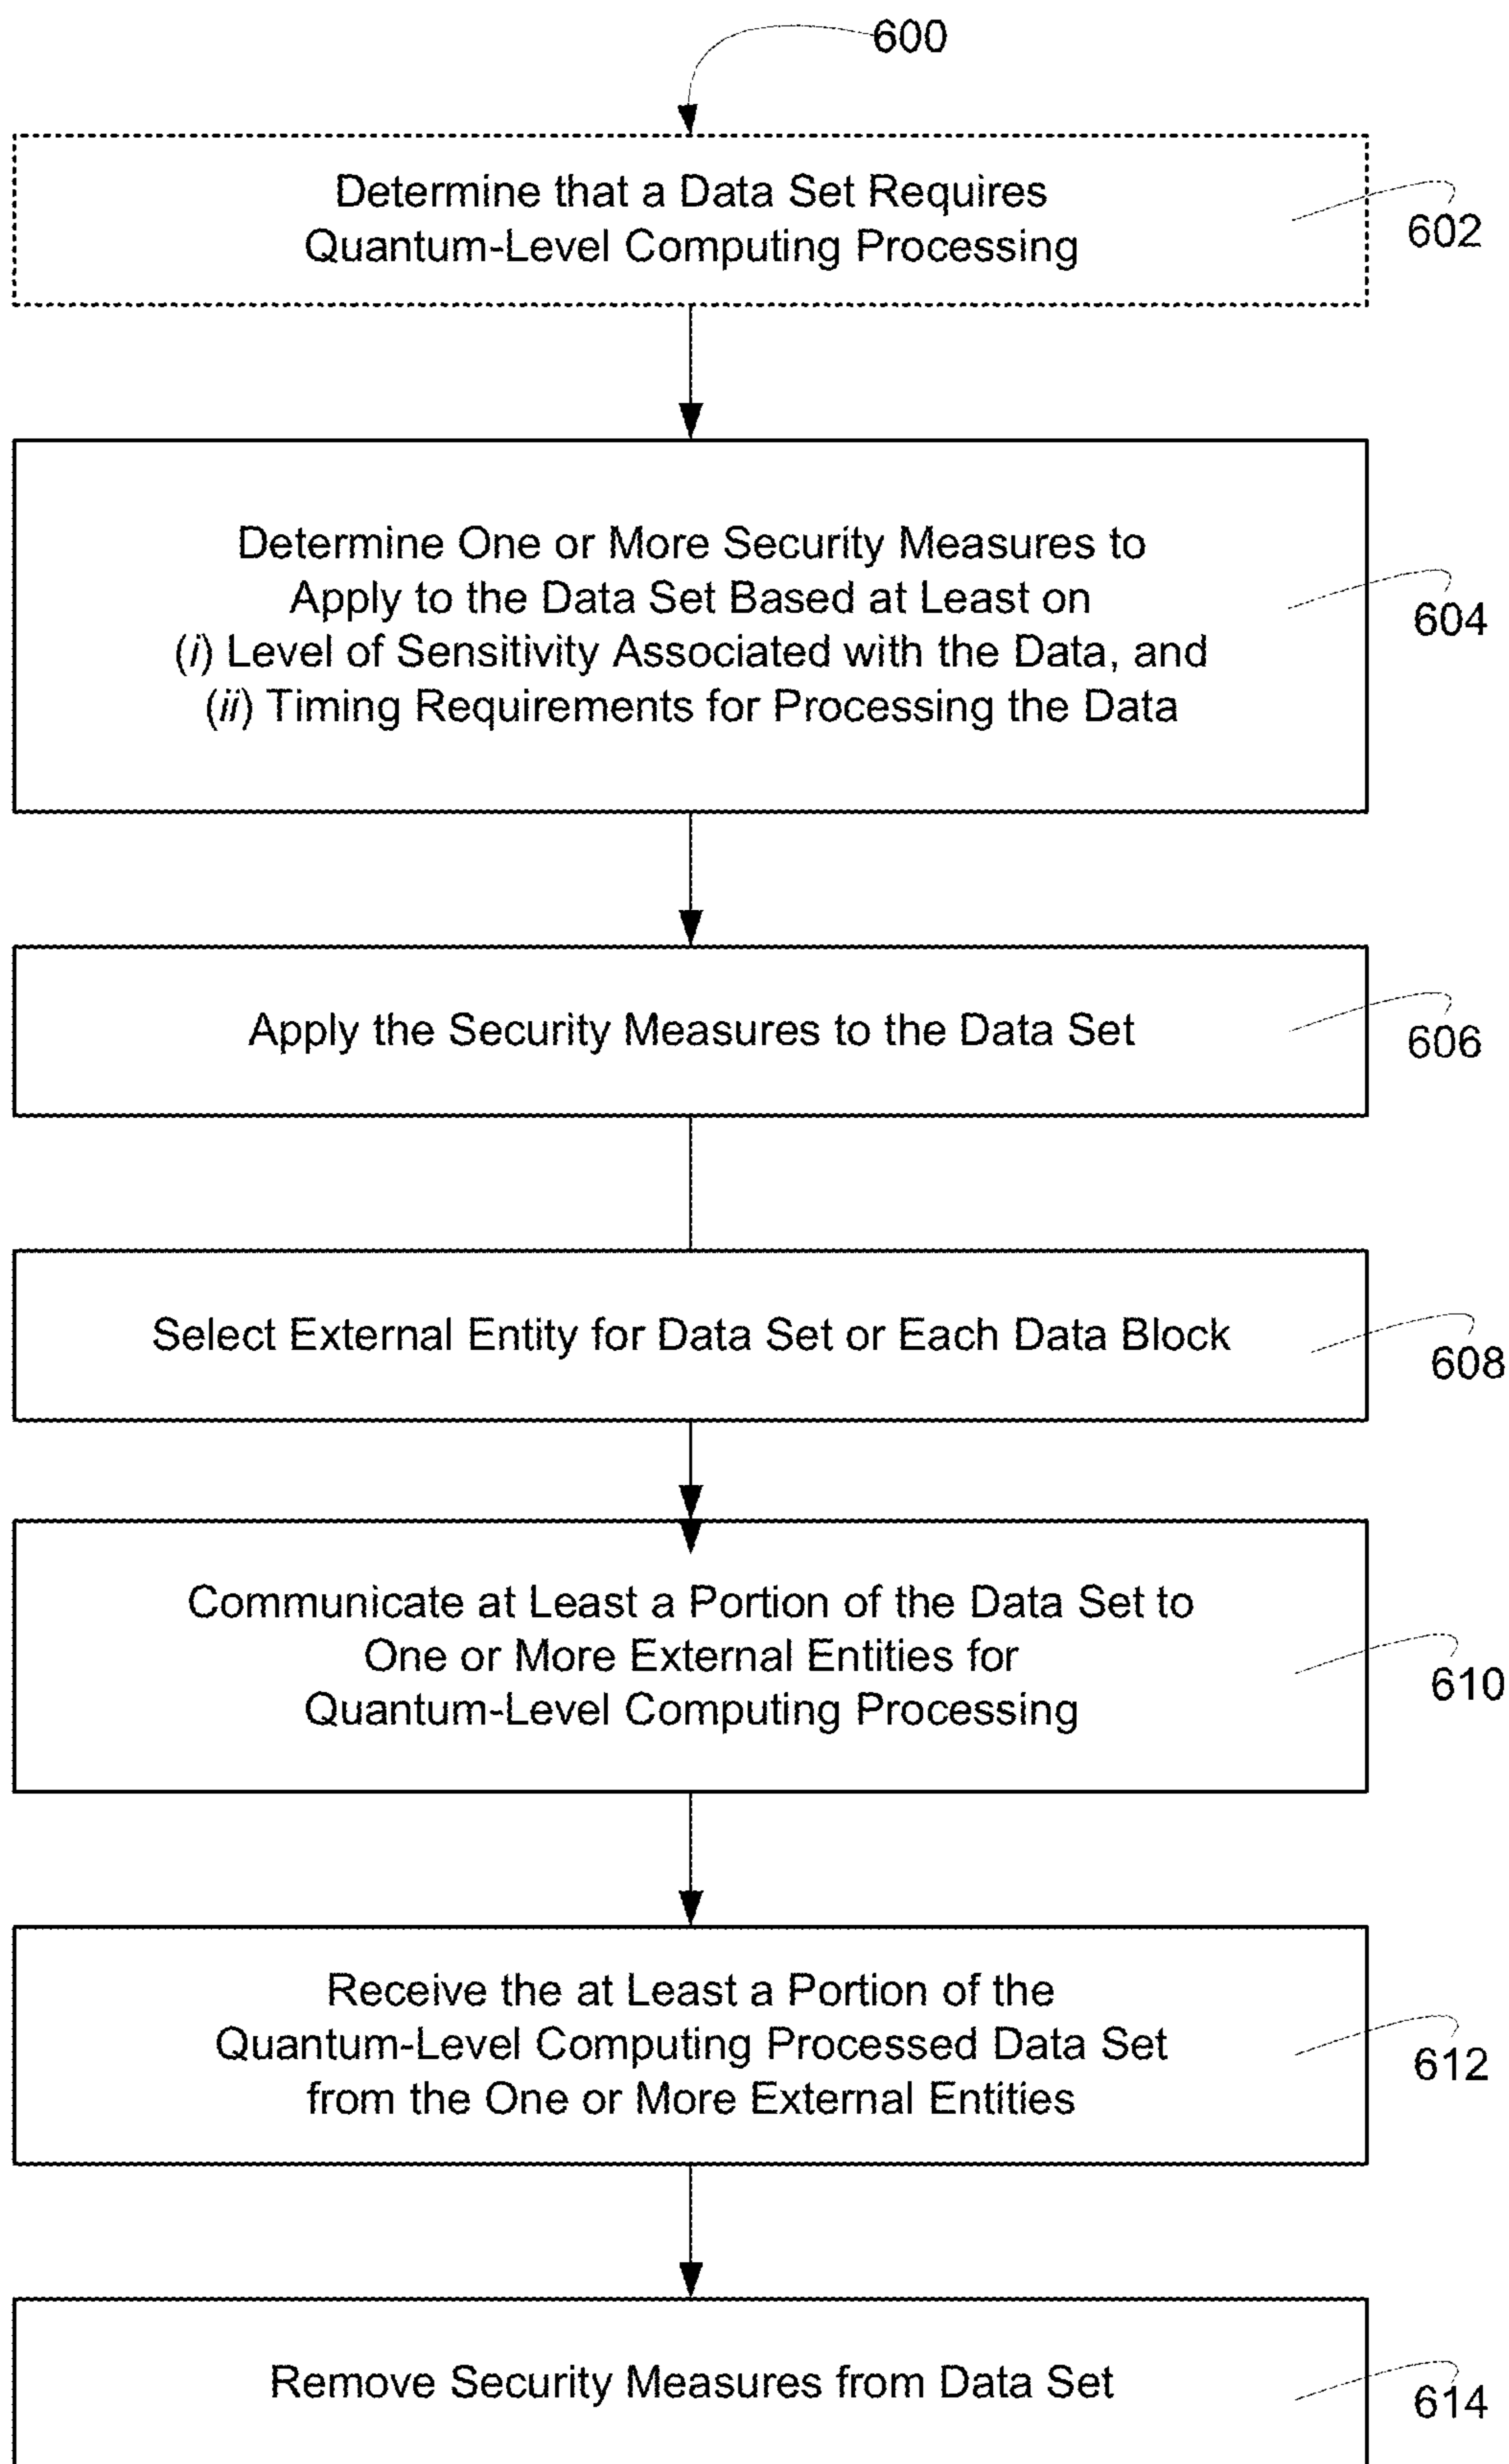 600
Determine that a Data Set Requires
Quantum-Level Computing Processing
602
Determine One or More Security Measures to
Apply to the Data Set Based at Least on
(i) Level of Sensitivity Associated with the Data, and
(ii) Timing Requirements for Processing the Data
604
Apply the Security Measures to the Data Set
606
Select External Entity for Data Set or Each Data Block
608
Communicate at Least a Portion of the Data Set to
One or More External Entities for
Quantum-Level Computing Processing
610
Receive the at Least a Portion of the
Quantum-Level Computing Processed Data Set
from the One or More External Entities
612
Remove Security Measures from Data Set
614